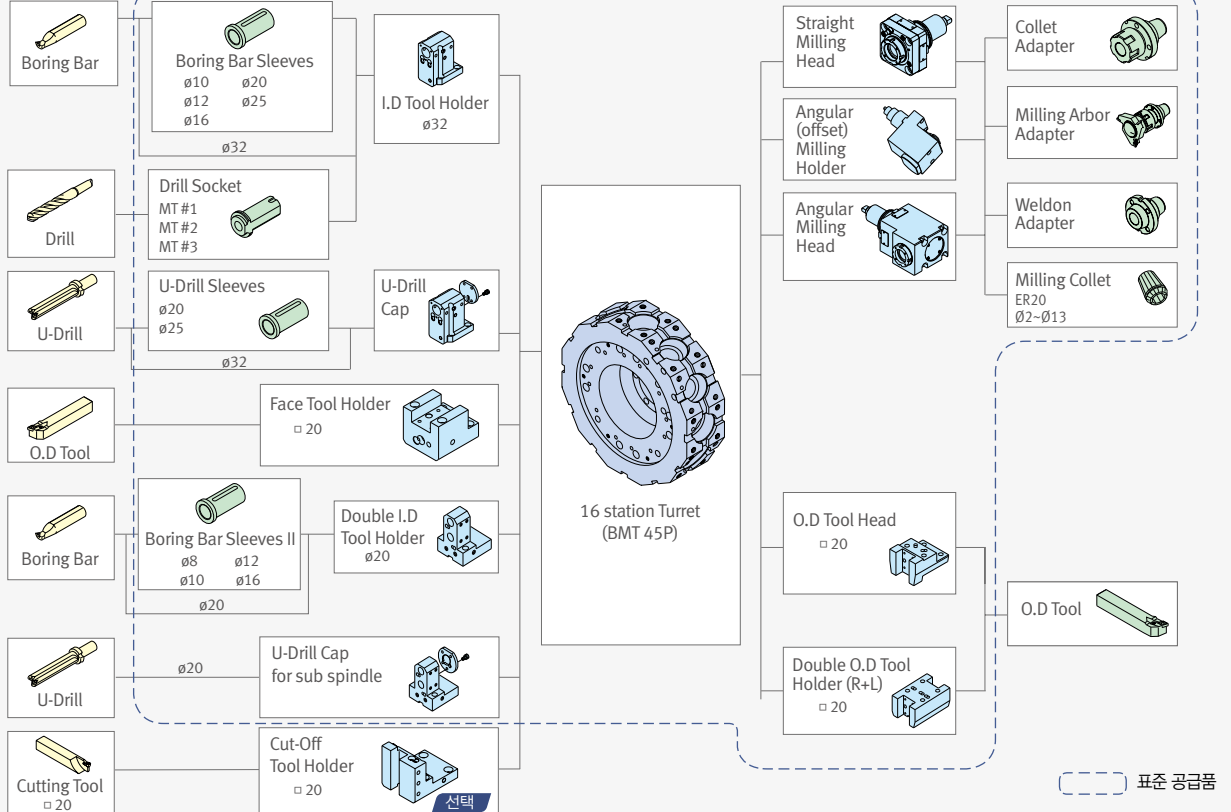 Boring Bar
Boring Bar Sleeves
ø10 ø20
ø12 ø25
ø16
ø32
I.D Tool Holder
ø32
Drill
Drill Socket
MT #1
MT #2
MT #3
U-Drill
U-Drill Sleeves
ø20
ø25
ø32
U-Drill
Cap
O.D Tool
Face Tool Holder
□ 20
Boring Bar
Boring Bar Sleeves II
ø8 ø12
ø10 ø16
ø20
Double I.D
Tool Holder
ø20
U-Drill
ø20
U-Drill Cap
for sub spindle
Cutting Tool
□ 20
Cut-Off
Tool Holder
□ 20
선택
16 station Turret
(BMT 45P)
Straight
Milling
Head
Angular
(offset)
Milling
Holder
Angular
Milling
Head
Collet
Adapter
Milling Arbor
Adapter
Weldon
Adapter
Milling Collet
ER20
Ø2~Ø13
O.D Tool Head
□ 20
Double O.D Tool
Holder (R+L)
□ 20
O.D Tool
표준 공급품